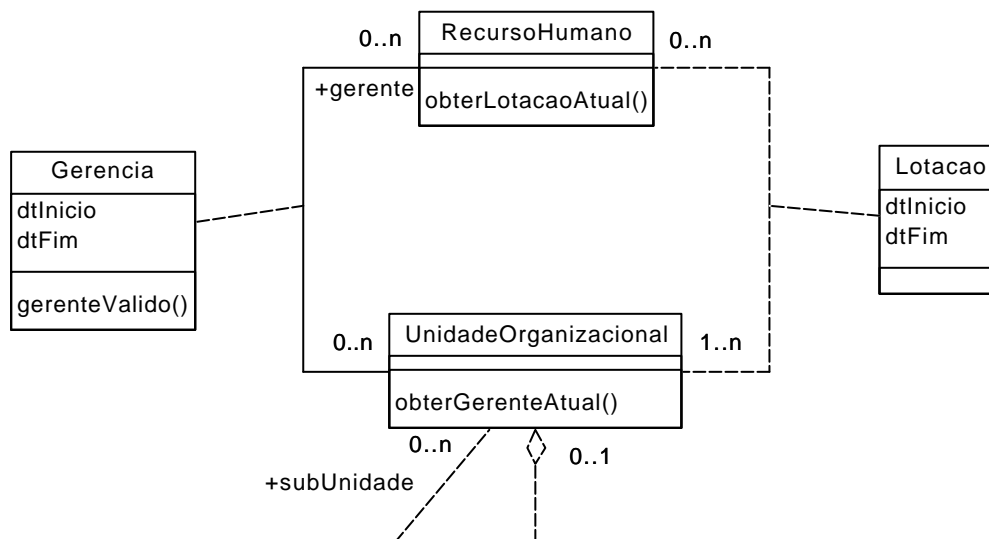 RecursoHumano
0..n
0..n
+gerente
obterLotacaoAtual()
Gerencia
dtInicio
dtFim
gerenteValido()
Lotacao
dtInicio
dtFim
UnidadeOrganizacional
0..n
1..n
obterGerenteAtual()
0..n
0..1
+subUnidade